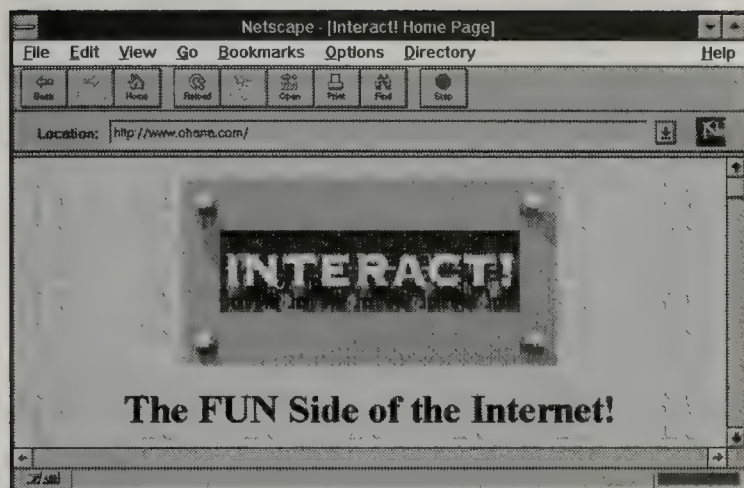 Netscape - [Interact! Home Page]
File Edit View Go Bookmarks Options Directory Help
Back Home Reload Open Print Find Stop
Location: http://www.ohana.com/
N
INTERACT!
The FUN Side of the Internet!